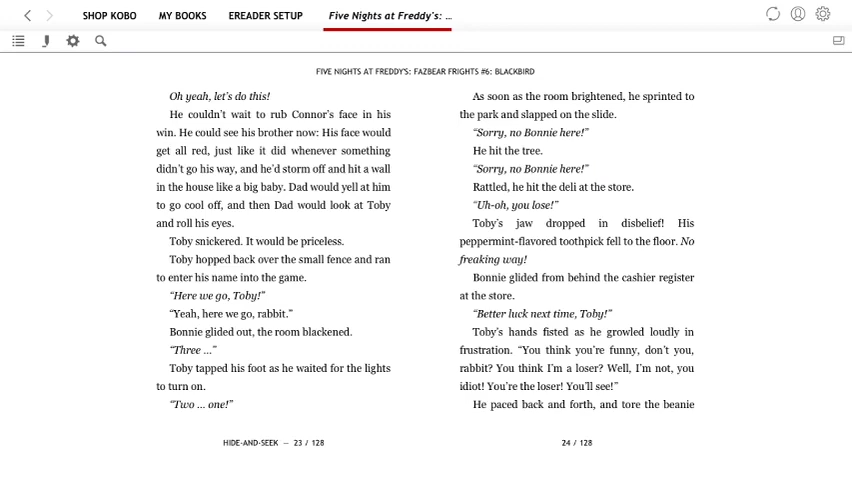 SHOP KOBO MY BOOKS EREADER SETUP Five Nights at Freddy's: ...
FIVE NIGHTS AT FREDDY'S: FAZBEAR FRIGHTS #6: BLACKBIRD
Oh yeah, let's do this!
He couldn't wait to rub Connor's face in his
win. He could see his brother now: His face would
get all red, just like it did whenever something
didn't go his way, and he'd storm off and hit a wall
in the house like a big baby. Dad would yell at him
to go cool off, and then Dad would look at Toby
and roll his eyes.
Toby snickered. It would be priceless.
Toby hopped back over the small fence and ran
to enter his name into the game.
“Here we go, Toby!”
“Yeah, here we go, rabbit.”
Bonnie glided out, the room blackened.
“Three ...”
Toby tapped his foot as he waited for the lights
to turn on.
“Two ... one!”
HIDE-AND-SEEK — 23 / 128
As soon as the room brightened, he sprinted to
the park and slapped on the slide.
“Sorry, no Bonnie here!”
He hit the tree.
“Sorry, no Bonnie here!”
Rattled, he hit the deli at the store.
“Uh-oh, you lose!”
Toby's jaw dropped in disbelief! His
peppermint-flavored toothpick fell to the floor. No
freaking way!
Bonnie glided from behind the cashier register
at the store.
“Better luck next time, Toby!”
Toby's hands fisted as he growled loudly in
frustration. “You think you're funny, don't you,
rabbit? You think I'm a loser? Well, I'm not, you
idiot! You're the loser! You'll see!”
He paced back and forth, and tore the beanie
24 / 128